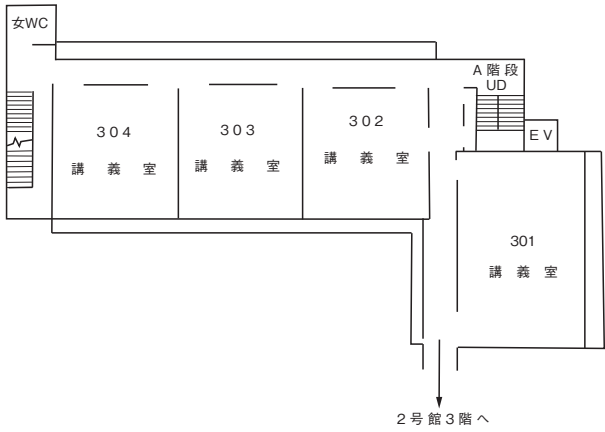 女WC
A 階 段
UD
E V
3 0 4
講 義 室
3 0 3
講 義 室
3 0 2
講 義 室
301
講 義 室
2 号 館 3 階 へ